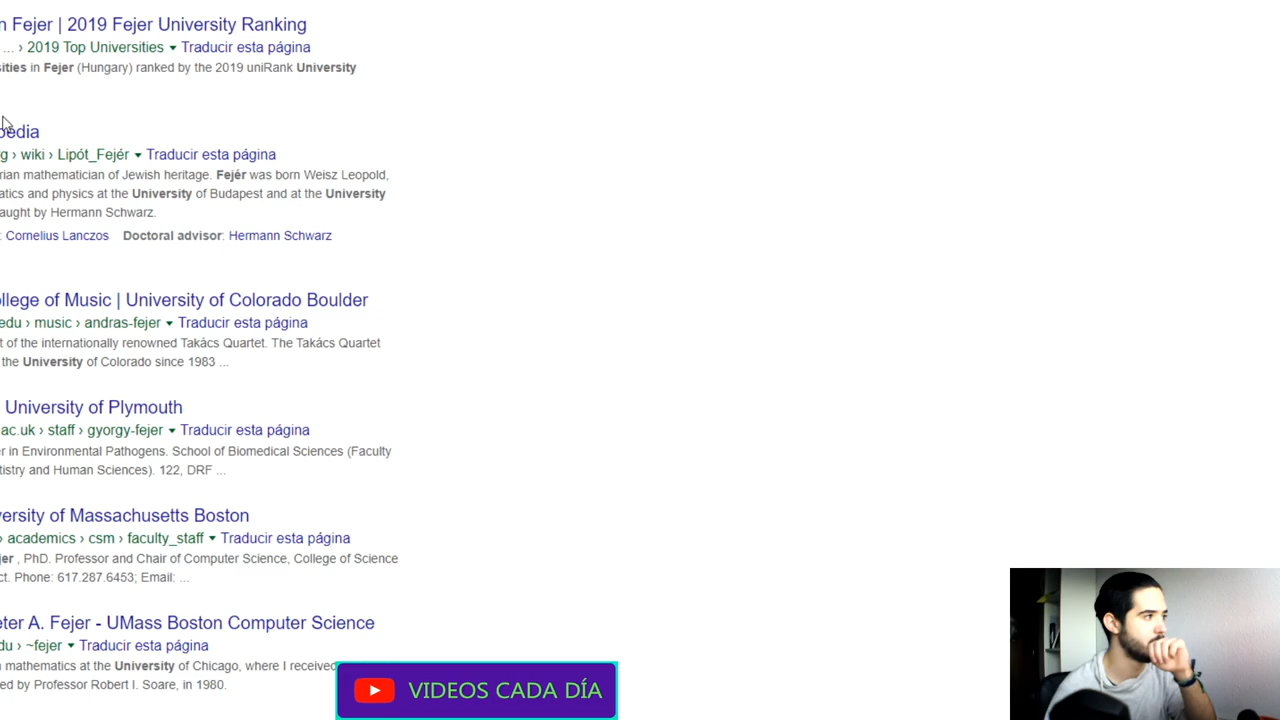 n Fejer | 2019 Fejer University Ranking
... › 2019 Top Universities ▾ Traducir esta página
sities in Fejer (Hungary) ranked by the 2019 uniRank University
pedia
rg › wiki › Lipót_Fejér ▾ Traducir esta página
rian mathematician of Jewish heritage. Fejér was born Weisz Leopold,
atics and physics at the University of Budapest and at the University
aught by Hermann Schwarz.
: Cornelius Lanczos Doctoral advisor: Hermann Schwarz
ollege of Music | University of Colorado Boulder
edu › music › andras-fejer ▾ Traducir esta página
t of the internationally renowned Takács Quartet. The Takács Quartet
the University of Colorado since 1983 ...
University of Plymouth
ac.uk › staff › gyorgy-fejer ▾ Traducir esta página
er in Environmental Pathogens. School of Biomedical Sciences (Faculty
tistry and Human Sciences). 122, DRF ...
versity of Massachusetts Boston
› academics › csm › faculty_staff ▾ Traducir esta página
jer , PhD. Professor and Chair of Computer Science, College of Science
ct. Phone: 617.287.6453; Email: ...
eter A. Fejer - UMass Boston Computer Science
du › ~fejer ▾ Traducir esta página
n mathematics at the University of Chicago, where I received
ed by Professor Robert I. Soare, in 1980.
VIDEOS CADA DÍA